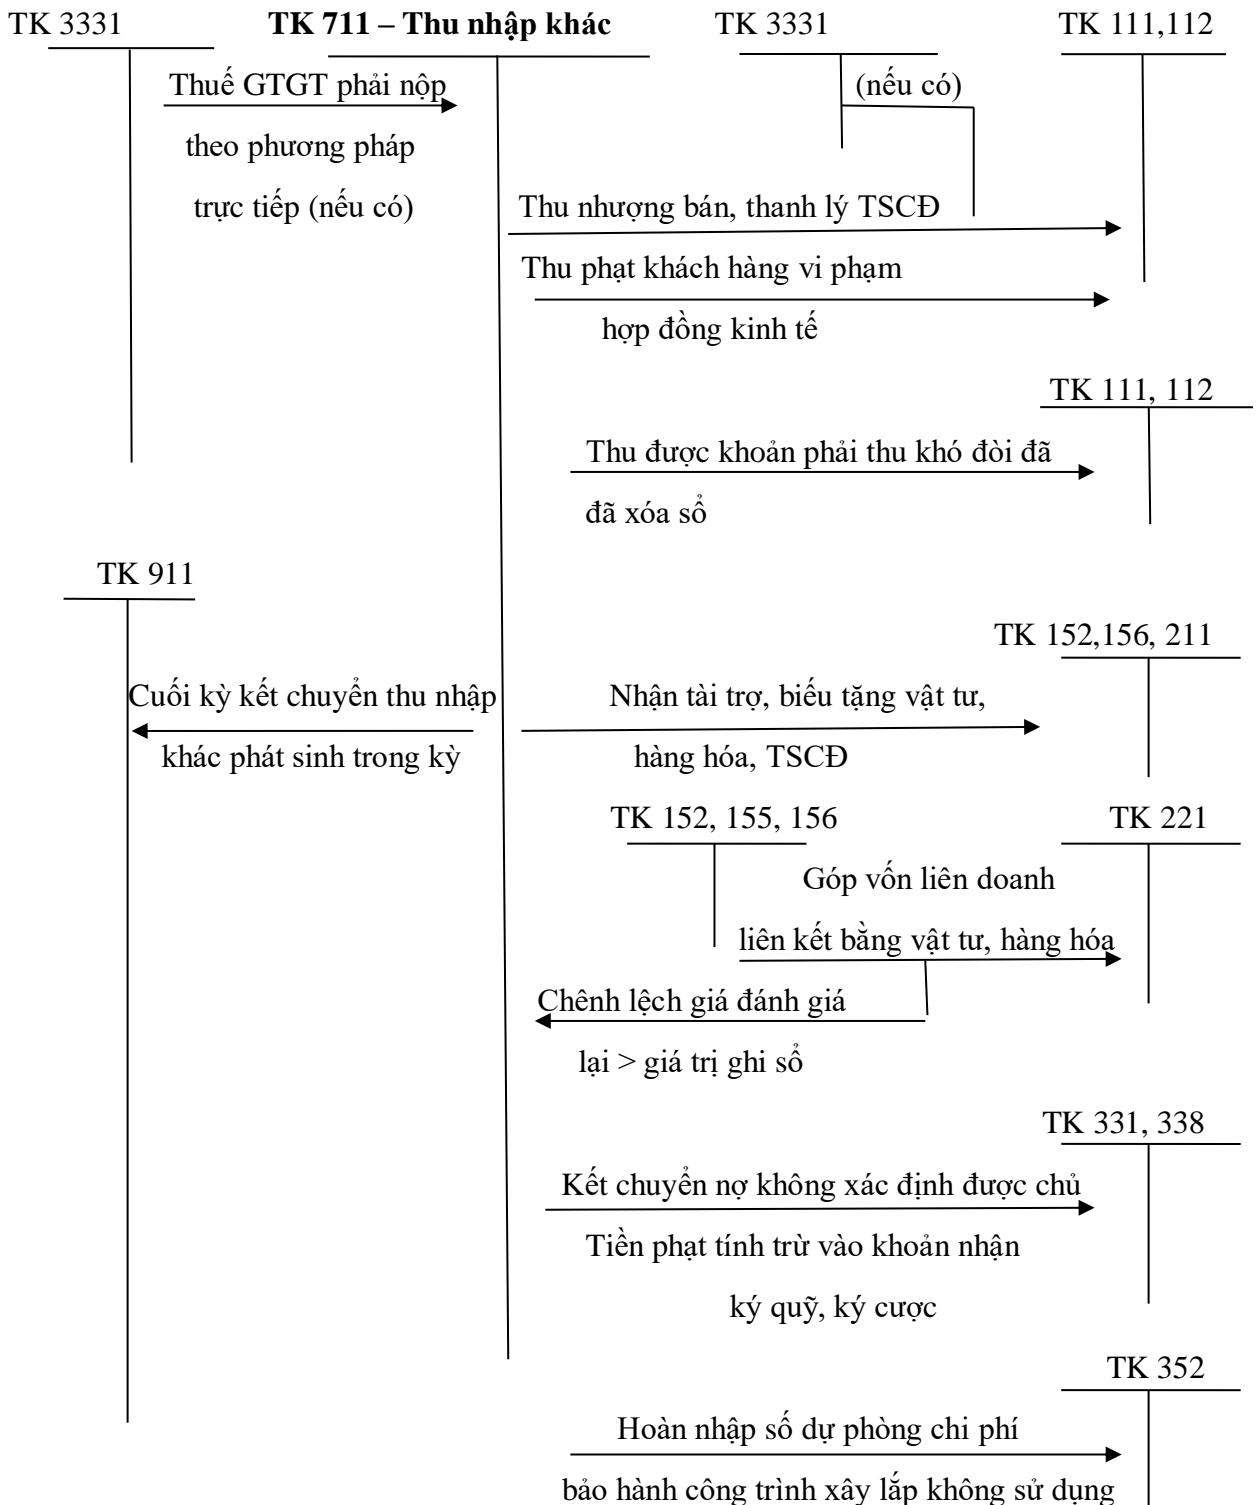 TK 3331 TK 711 – Thu nhập khác TK 3331 TK 111,112
Thuế GTGT phải nộp (nếu có)
theo phương pháp
trực tiếp (nếu có) Thu nhượng bán, thanh lý TSCĐ
Thu phạt khách hàng vi phạm
hợp đồng kinh tế
TK 111, 112
Thu được khoản phải thu khó đòi đã
đã xóa sổ
TK 911
TK 152,156, 211
Cuối kỳ kết chuyển thu nhập Nhận tài trợ, biếu tặng vật tư,
khác phát sinh trong kỳ hàng hóa, TSCĐ
TK 152, 155, 156 TK 221
Góp vốn liên doanh
liên kết bằng vật tư, hàng hóa
Chênh lệch giá đánh giá
lại > giá trị ghi sổ
TK 331, 338
Kết chuyển nợ không xác định được chủ
Tiền phạt tính trừ vào khoản nhận
ký quỹ, ký cược
TK 352
Hoàn nhập số dự phòng chi phí
bảo hành công trình xây lắp không sử dụng